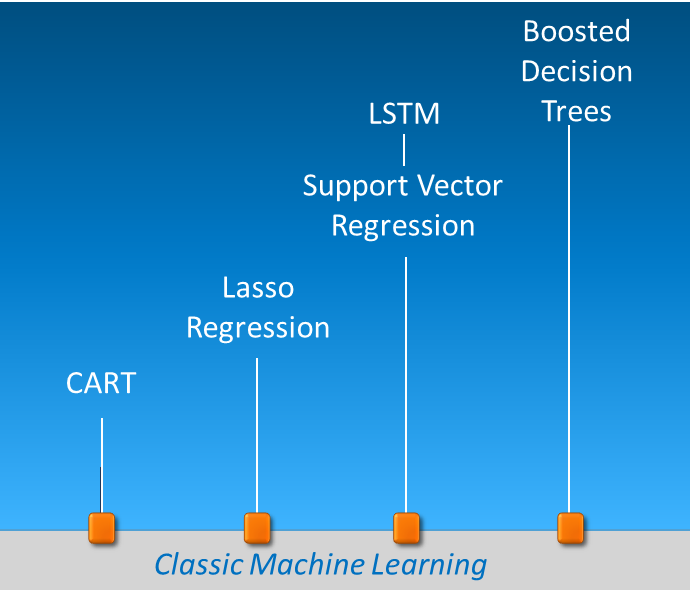 Boosted
Decision
Trees
LSTM
Support Vector
Regression
Lasso
Regression
CART
Classic Machine Learning